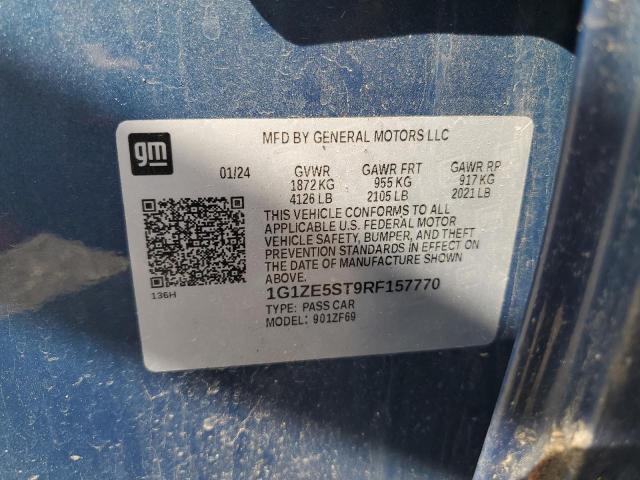 gm
MFD BY GENERAL MOTORS LLC
01/24 GVWR GAWR FRT GAWR RP
1872 KG 955 KG 917 KG
4126 LB 2105 LB 2021 LB
THIS VEHICLE CONFORMS TO ALL
APPLICABLE U.S. FEDERAL MOTOR
VEHICLE SAFETY, BUMPER, AND THEFT
PREVENTION STANDARDS IN EFFECT ON
THE DATE OF MANUFACTURE SHOWN
ABOVE.
136H
1G1ZE5ST9RF157770
TYPE: PASS CAR
MODEL: 901ZF69